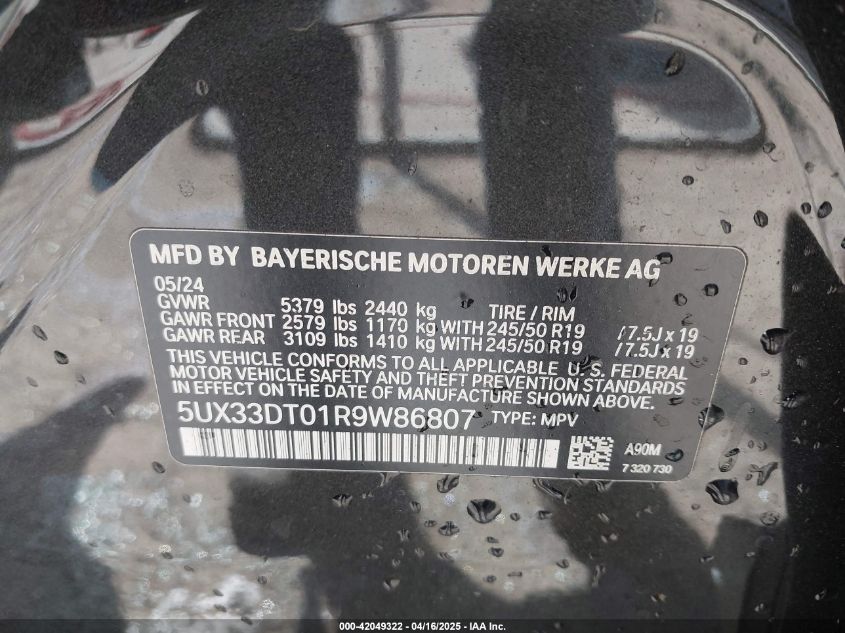 MFD BY BAYERISCHE MOTOREN WERKE AG
05/24
GVWR 5379 lbs 2440 kg TIRE / RIM
GAWR FRONT 2579 lbs 1170 kg WITH 245/50 R19 /7.5J x 19
GAWR REAR 3109 lbs 1410 kg WITH 245/50 R19 /7.5J x 19
THIS VEHICLE CONFORMS TO ALL APPLICABLE U. S. FEDERAL
MOTOR VEHICLE SAFETY AND THEFT PREVENTION STANDARDS
IN EFFECT ON THE DATE OF MANUFACTURE SHOWN ABOVE.
5UX33DT01R9W86807 TYPE: MPV
A90M
7 320 730
000-42049322 - 04/16/2025 - IAA Inc.